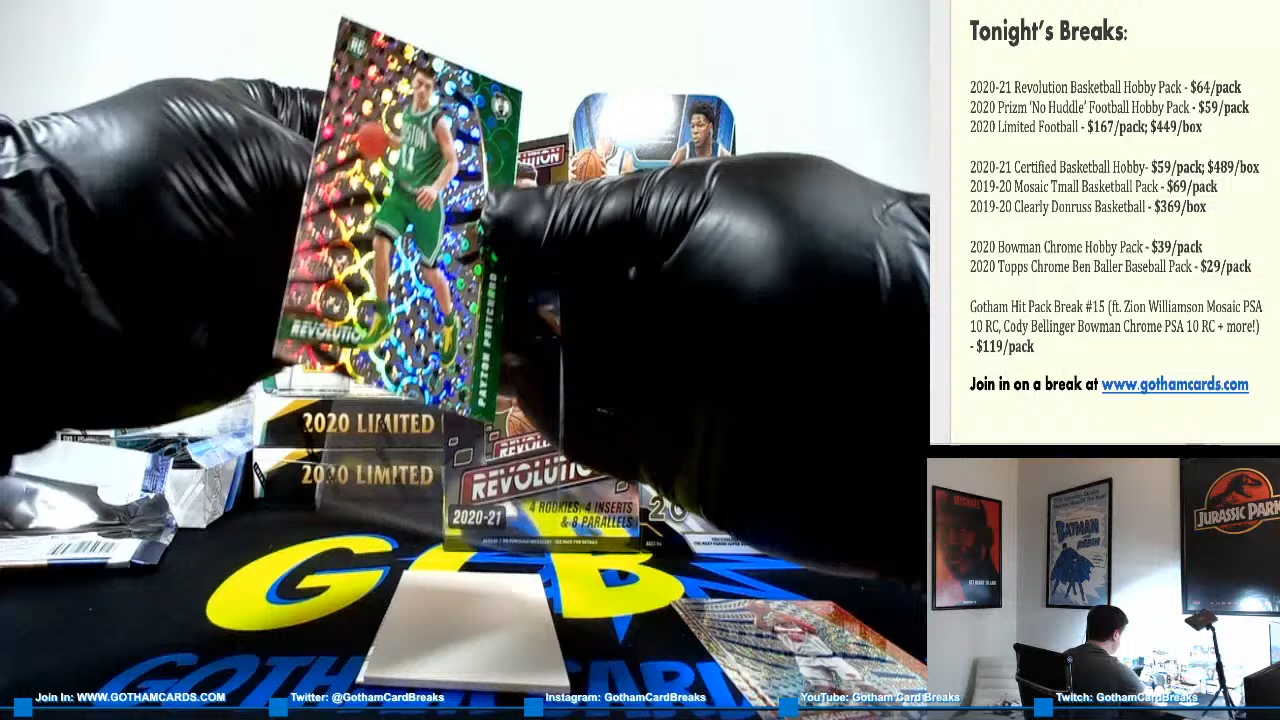 Tonight's Breaks:
2020-21 Revolution Basketball Hobby Pack - $64/pack
2020 Prizm 'No Huddle' Football Hobby Pack - $59/pack
2020 Limited Football - $167/pack; $449/box
2020-21 Certified Basketball Hobby- $59/pack; $489/box
2019-20 Mosaic Tmall Basketball Pack - $69/pack
2019-20 Clearly Donruss Basketball - $369/box
2020 Bowman Chrome Hobby Pack - $39/pack
2020 Topps Chrome Ben Baller Baseball Pack - $29/pack
Gotham Hit Pack Break #15 (ft. Zion Williamson Mosaic PSA
10 RC, Cody Bellinger Bowman Chrome PSA 10 RC + more!)
- $119/pack
Join in on a break at www.gothamcards.com
11
REVOLUTION
PAYTON PRITCHARD
2020 LIMITED
2020 LIMITED
REVOLUTION
4 ROOKIES, 4 INSERTS
& 8 PARALLELS
2020-21
GCB
BATMAN
JURASSIC PARK
Join In: WWW.GOTHAMCARDS.COM
Twitter: @GothamCardBreaks
Instagram: GothamCardBreaks
YouTube: Gotham Card Breaks
Twitch: GothamCardBreaks